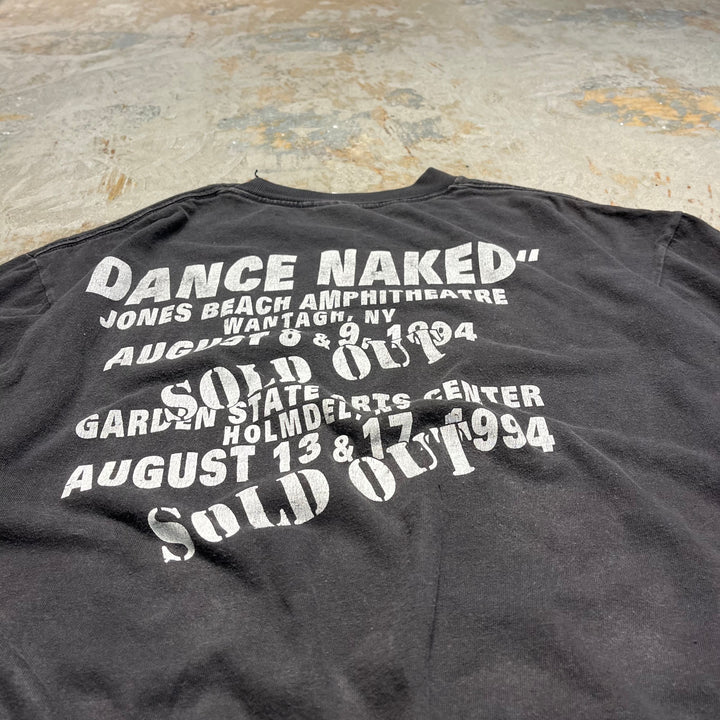 DANCE NAKED"
JONES BEACH AMPHITHEATRE
WANTAGH, NY
AUGUST 8 & 9, 1994
SOLD OUT
GARDEN STATE ARTS CENTER
HOLMDEL
AUGUST 13 & 17, 1994
SOLD OUT